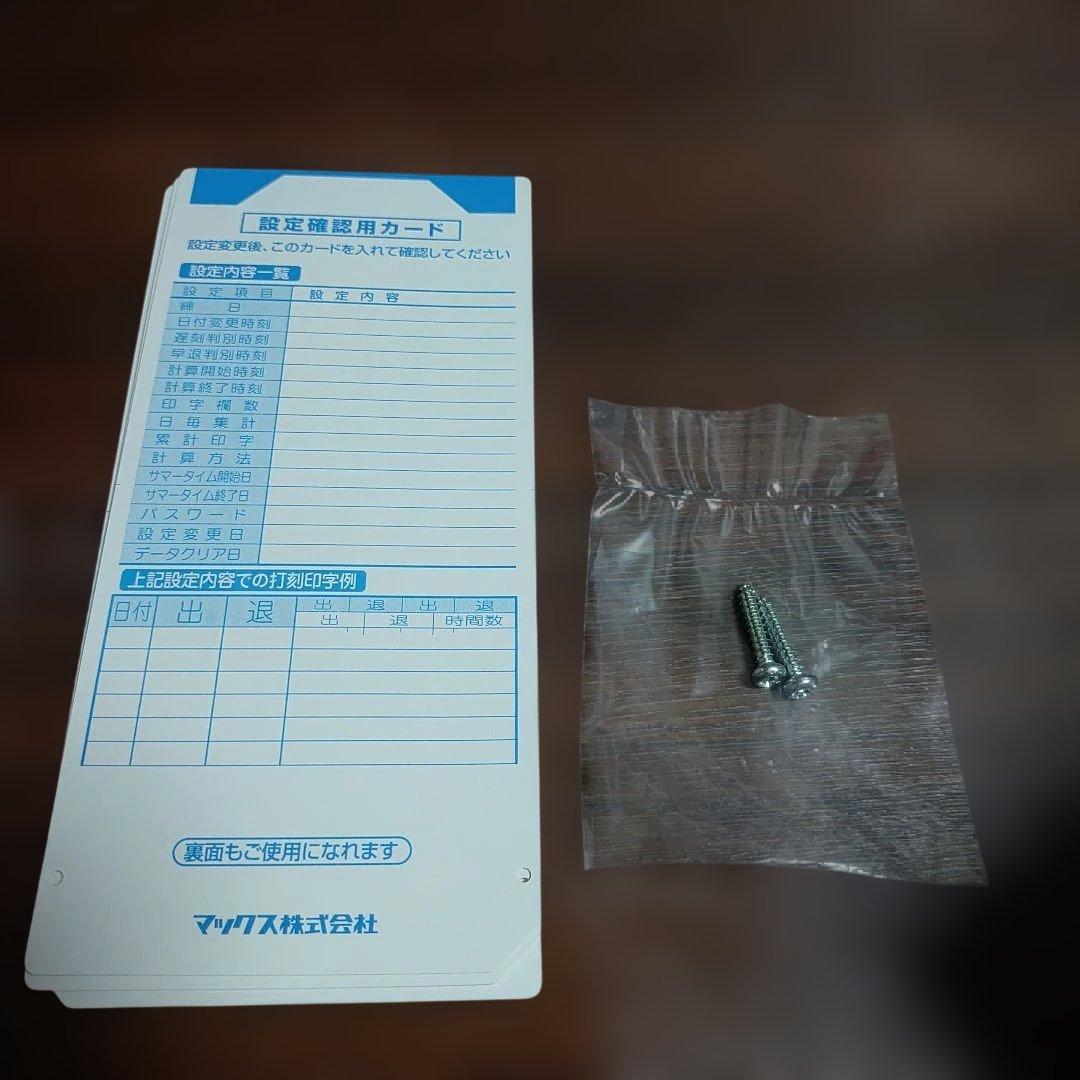 設定確認用カード
設定変更後、このカードを入れて確認してください
設定内容一覧
設定項目 設定内容
締日
日付変更時刻
遅刻判別時刻
早退判別時刻
計算開始時刻
計算終了時刻
印字欄数
日毎集計
累計印字
計算方法
サマータイム開始日
サマータイム終了日
パスワード
設定変更日
データクリア日
上記設定内容での打刻印字例
日付 出 退 出 退 出 退
出 退 時間数
裏面もご使用になれます
マックス株式会社